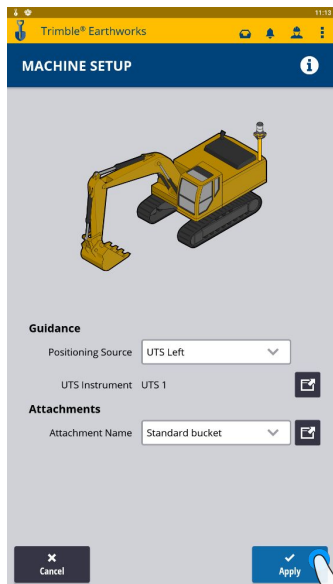 11:13
Trimble® Earthworks
MACHINE SETUP
Guidance
Positioning Source UTS Left
UTS Instrument UTS 1
Attachments
Attachment Name Standard bucket
Cancel
Apply